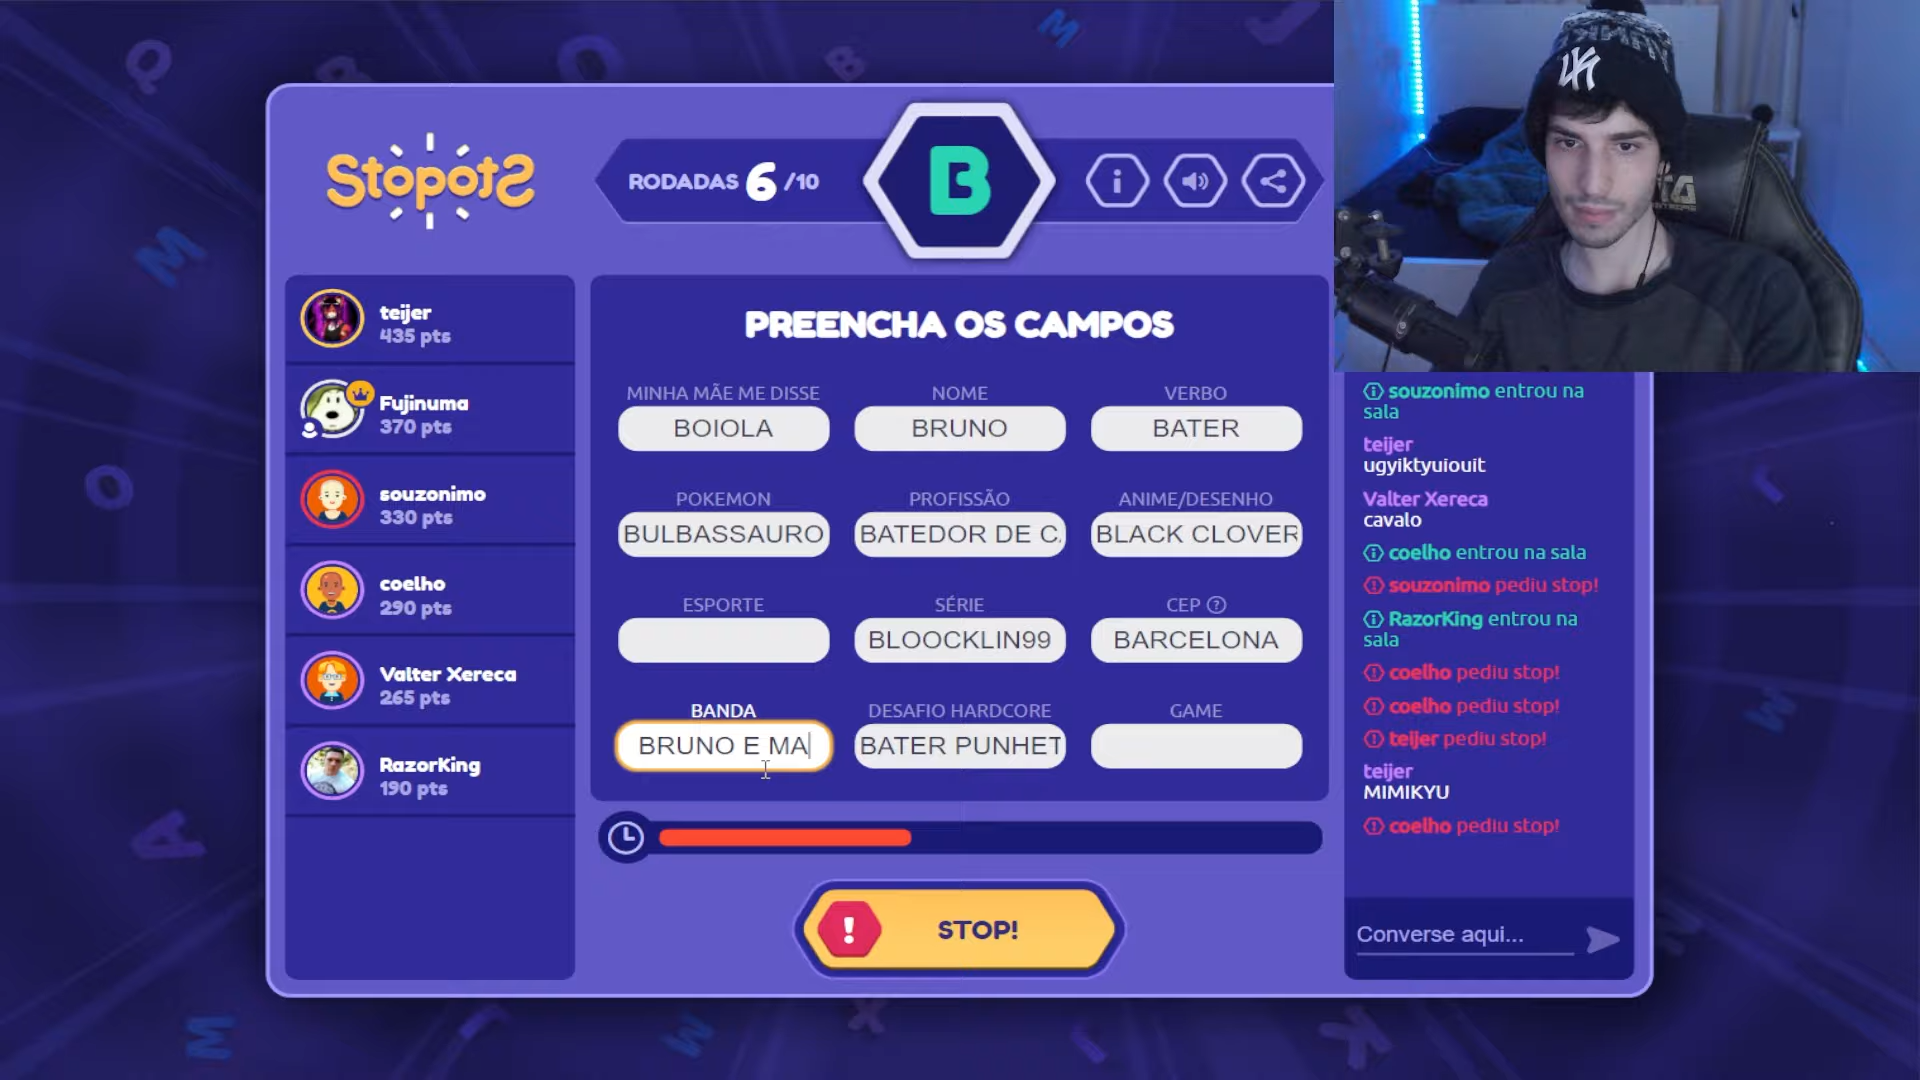 StopotS
RODADAS 6 /10
B
teijer
435 pts
Fujinuma
370 pts
souzonimo
330 pts
coelho
290 pts
Valter Xereca
265 pts
RazorKing
190 pts
PREENCHA OS CAMPOS
MINHA MÃE ME DISSE
BOIOLA
NOME
BRUNO
VERBO
BATER
POKEMON
BULBASSAURO
PROFISSÃO
BATEDOR DE C
ANIME/DESENHO
BLACK CLOVER
ESPORTE
SÉRIE
BLOOCKLIN99
CEP ?
BARCELONA
BANDA
BRUNO E MA
DESAFIO HARDCORE
BATER PUNHET
GAME
! STOP!
souzonimo entrou na
sala
teijer
ugyiktyuiouit
Valter Xereca
cavalo
coelho entrou na sala
souzonimo pediu stop!
RazorKing entrou na
sala
coelho pediu stop!
coelho pediu stop!
teijer pediu stop!
teijer
MIMIKYU
coelho pediu stop!
Converse aqui...